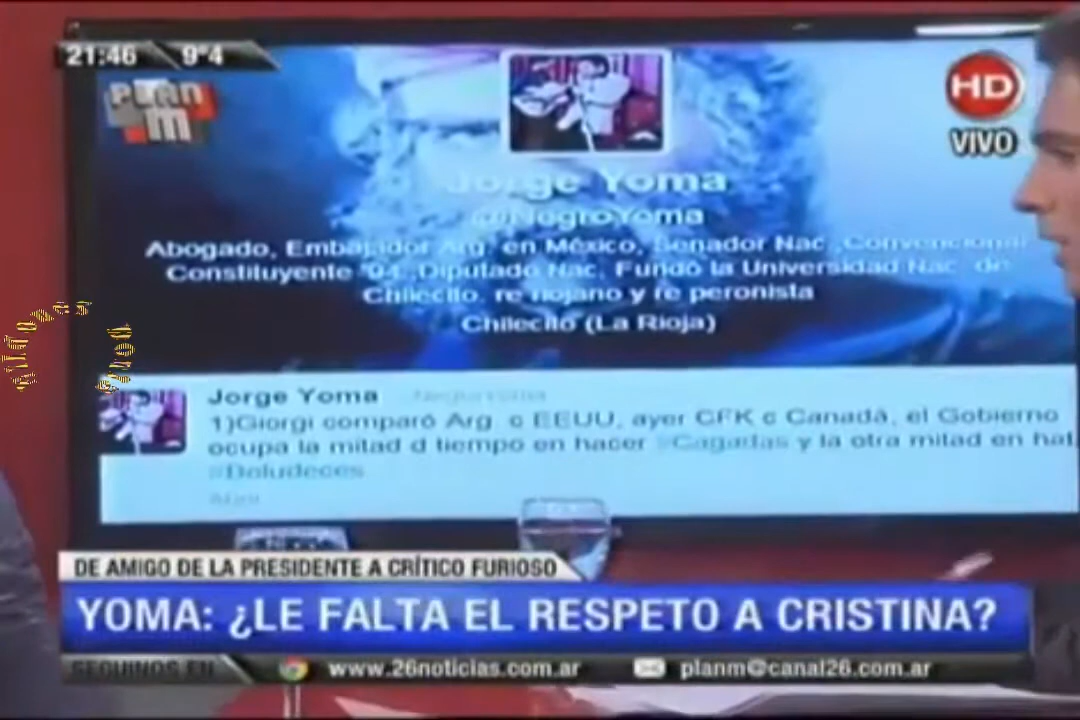 21:46 9°4
PLAN M
HD
VIVO
Jorge Yoma
@NegroYoma
Abogado, Embajador Arg. en México, Senador Nac.,Convencional
Constituyente '94,Diputado Nac, Fundó la Universidad Nac. de
Chilecito. re riojano y re peronista
Chilecito (La Rioja)
Jorge Yoma @NegroYoma
1)Giorgi comparó Arg c EEUU, ayer CFK c Canadá, el Gobierno
ocupa la mitad d tiempo en hacer #Cagadas y la otra mitad en hat
#Boludeces
DE AMIGO DE LA PRESIDENTE A CRÍTICO FURIOSO
YOMA: ¿LE FALTA EL RESPETO A CRISTINA?
SEGUINOS EN www.26noticias.com.ar planm@canal26.com.ar